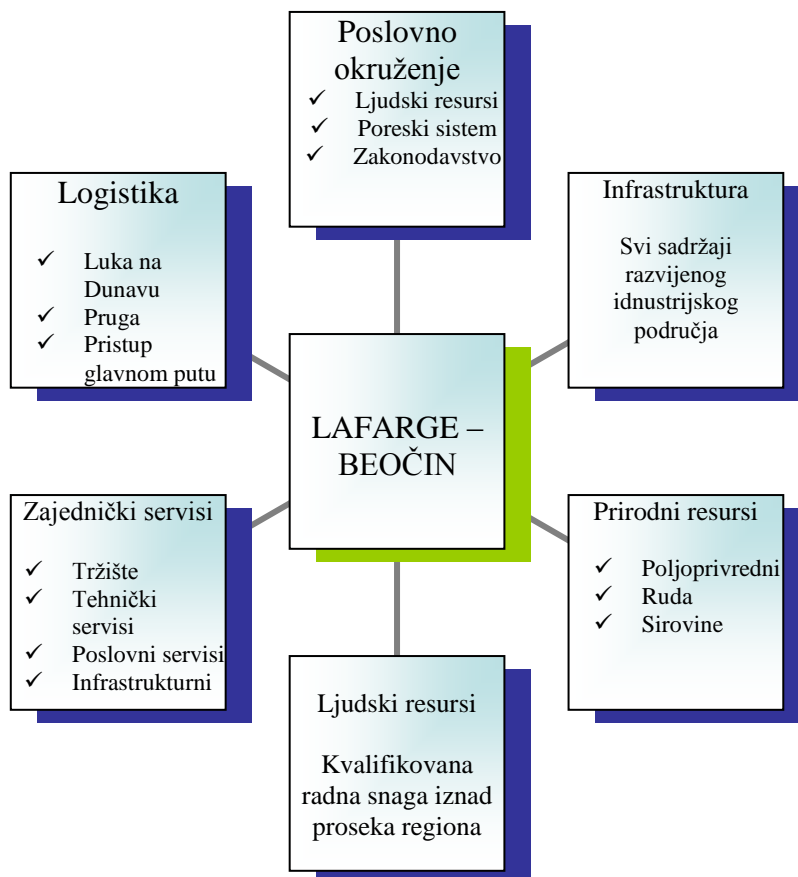 Poslovno
okruženje
✓ Ljudski resursi
✓ Poreski sistem
✓ Zakonodavstvo
Logistika
✓ Luka na
Dunavu
✓ Pruga
✓ Pristup
glavnom putu
Infrastruktura
Svi sadržaji
razvijenog
idnustrijskog
područja
LAFARGE –
BEOČIN
Zajednički servisi
✓ Tržište
✓ Tehnički
servisi
✓ Poslovni servisi
✓ Infrastrukturni
Prirodni resursi
✓ Poljoprivredni
✓ Ruda
✓ Sirovine
Ljudski resursi
Kvalifikovana
radna snaga iznad
proseka regiona